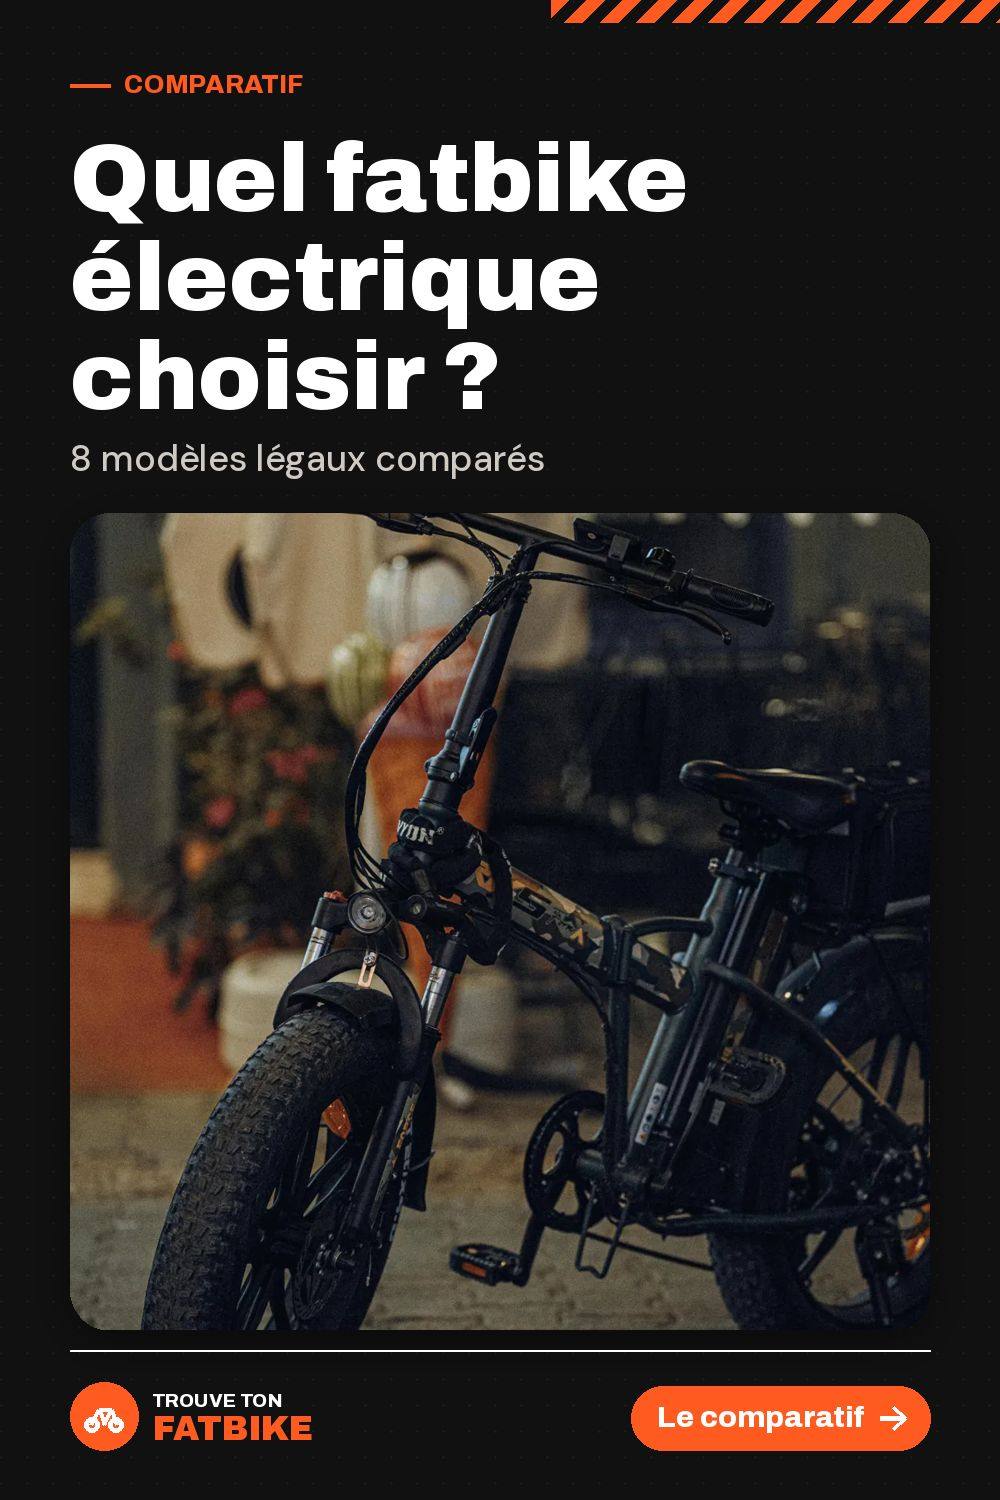 COMPARATIF
Quel fatbike
électrique
choisir ?
8 modèles légaux comparés
TROUVE TON
FATBIKE
Le comparatif →